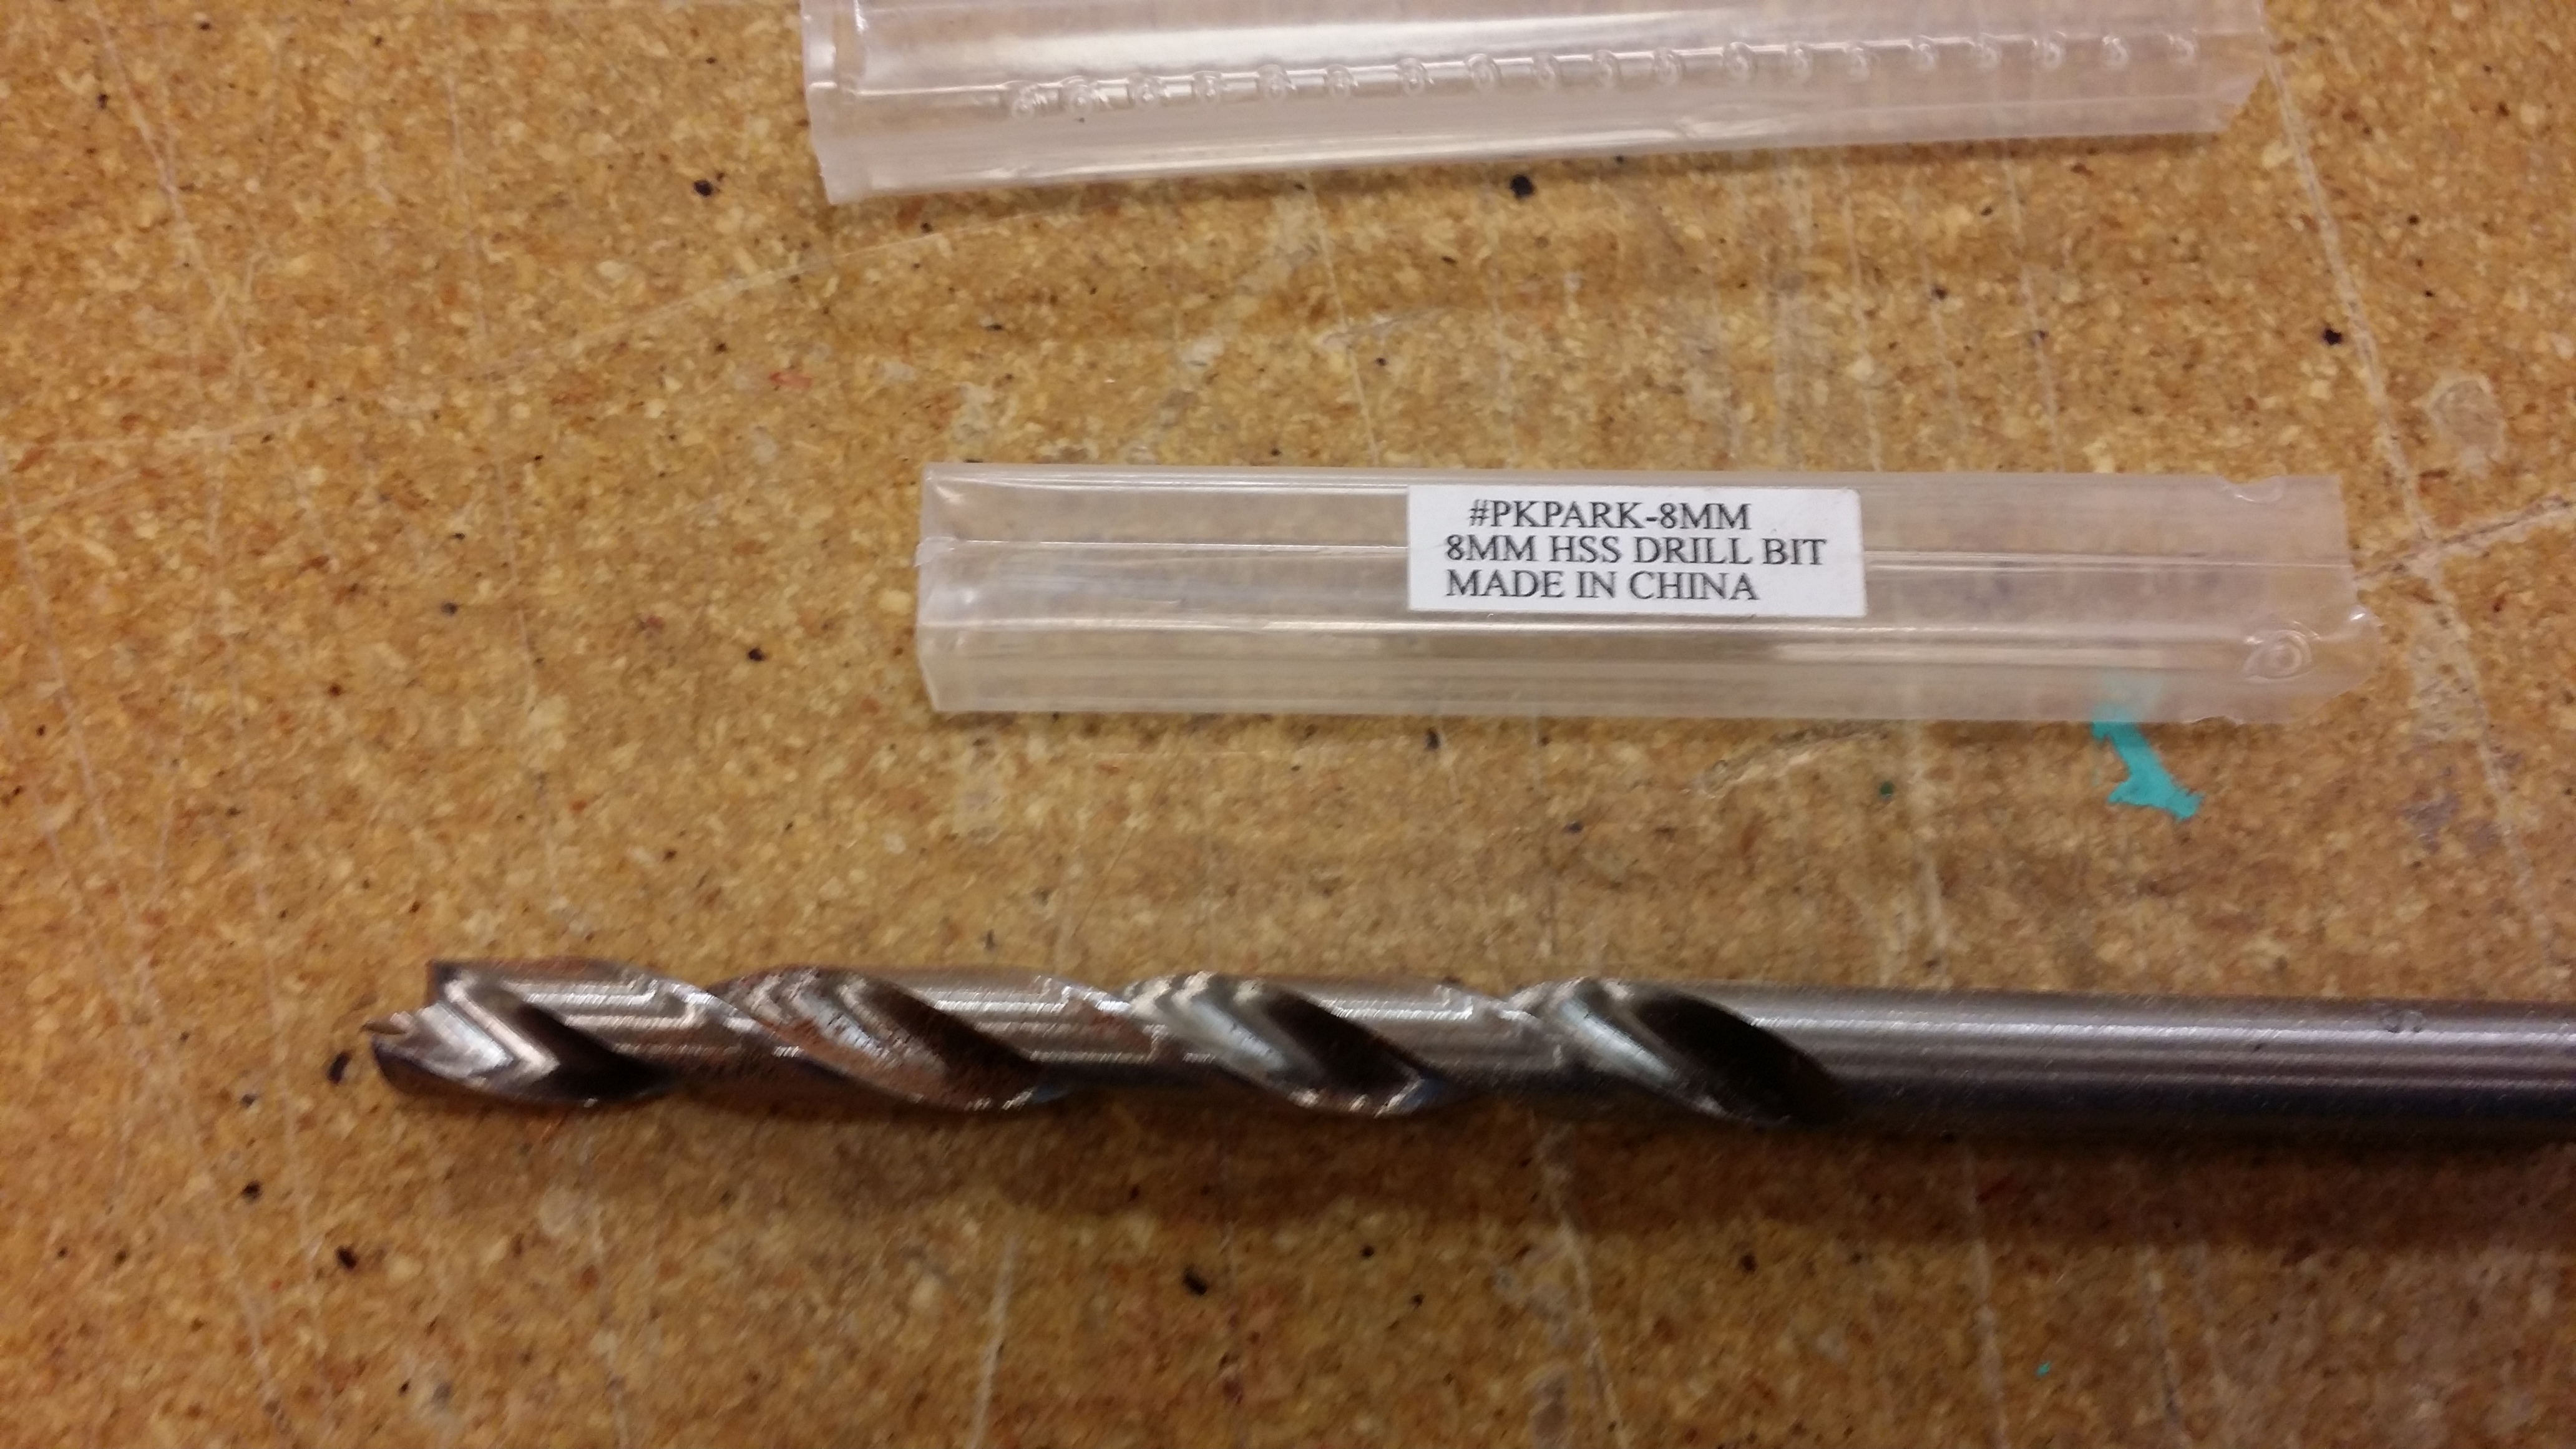 #PKPARK-8MM
8MM HSS DRILL BIT
MADE IN CHINA